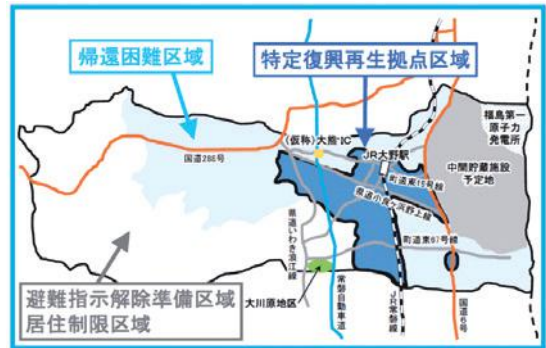 帰還困難区域
特定復興再生拠点区域
福島第一
原子力
発電所
(仮称)大熊IC
JR大野駅
国道288号
中間貯蔵施設
予定地
町道東15号線
県道小良ヶ浜野上線
県道いわき浪江線
町道東67号線
避難指示解除準備区域
居住制限区域
大川原地区
常磐自動車道
JR常磐線
国道6号